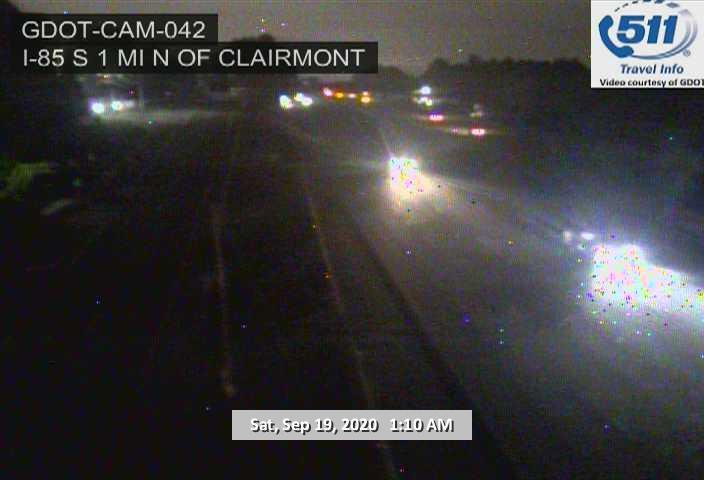 GDOT-CAM-042
I-85 S 1 MI N OF CLAIRMONT
511
Travel Info
Video courtesy of GDOT
Sat, Sep 19, 2020 1:10 AM